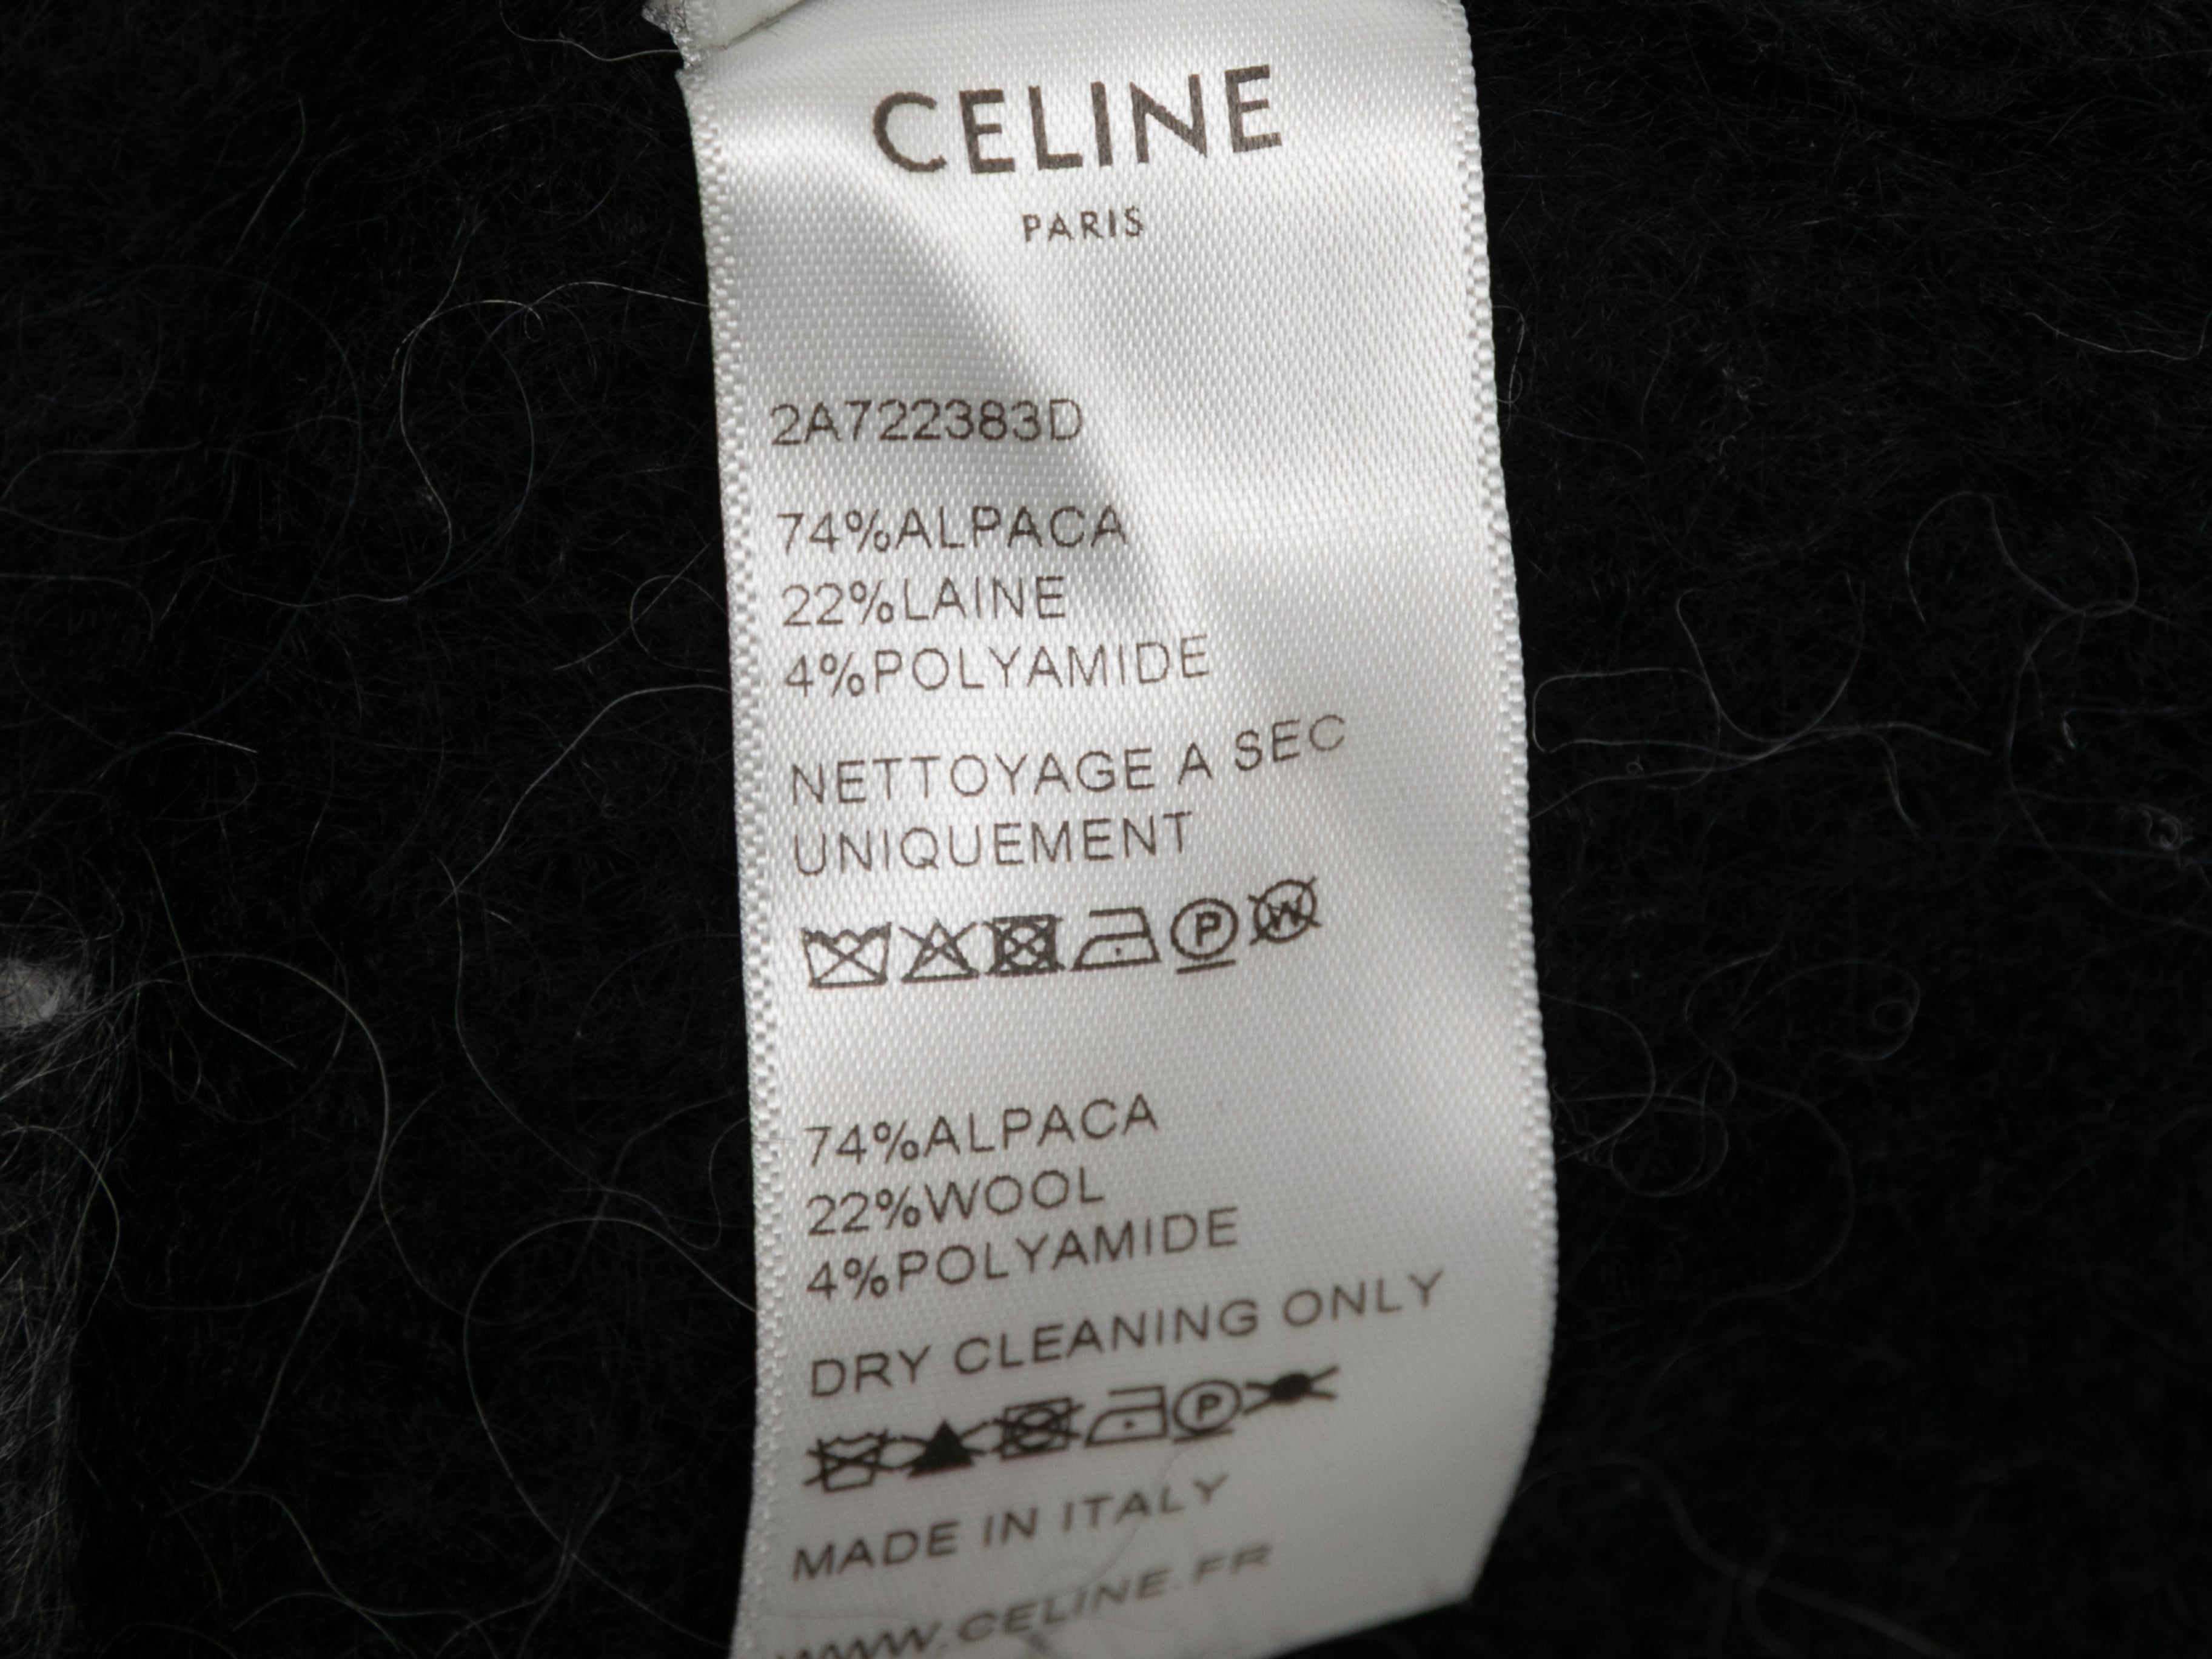 CELINE
PARIS
2A722383D
74%ALPACA
22%LAINE
4%POLYAMIDE
NETTOYAGE A SEC
UNIQUEMENT
P W
74%ALPACA
22%WOOL
4%POLYAMIDE
DRY CLEANING ONLY
P
MADE IN ITALY
WWW.CELINE.FR